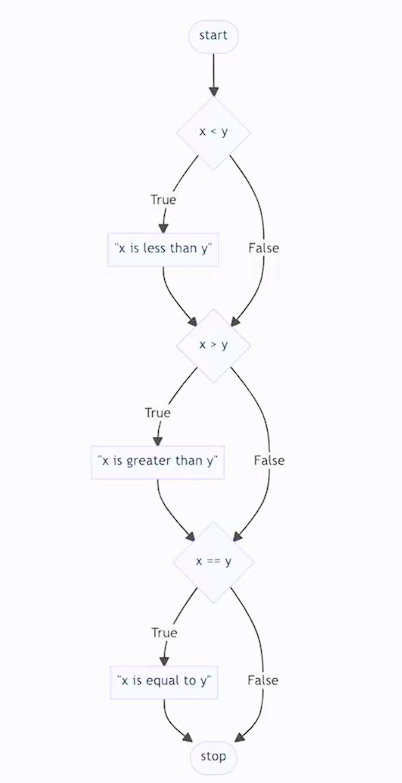 start
x < y
True
"x is less than y"
False
x > y
True
"x is greater than y"
False
x == y
True
"x is equal to y"
False
stop